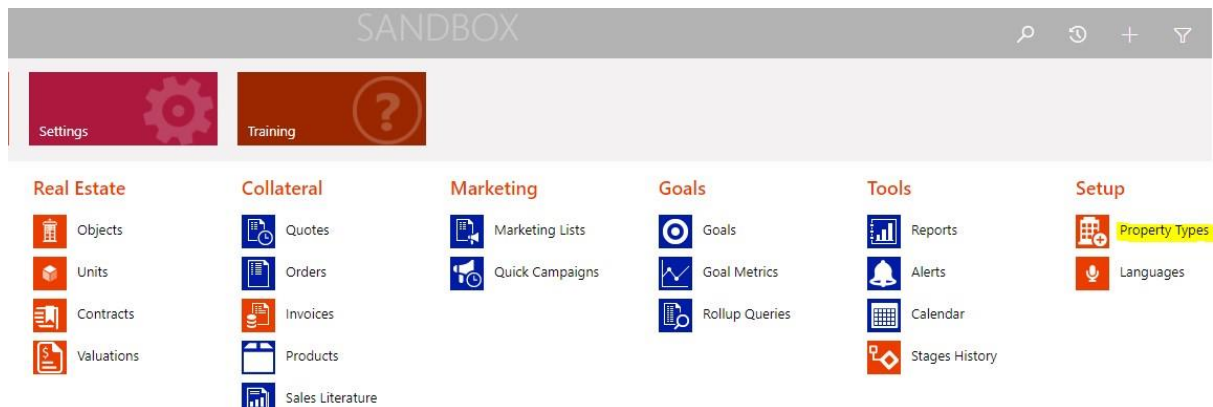 SANDBOX
Settings
Training
?
Real Estate
Objects
Units
Contracts
Valuations
Collateral
Quotes
Orders
Invoices
Products
Sales Literature
Marketing
Marketing Lists
Quick Campaigns
Goals
Goals
Goal Metrics
Rollup Queries
Tools
Reports
Alerts
Calendar
Stages History
Setup
Property Types
Languages